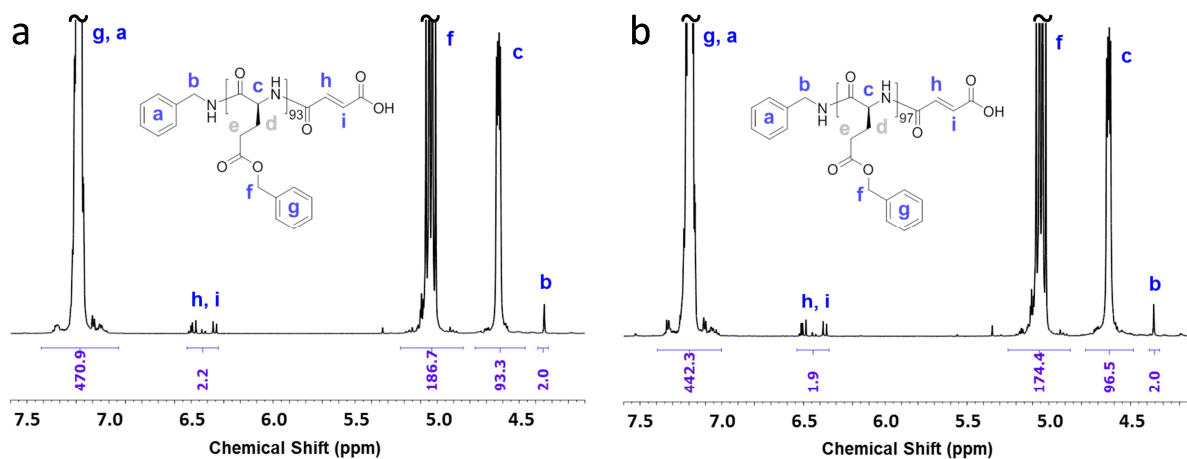 a
g, a
f
c
b
h, i
b
N
H
O
c
H
N
93
h
O
O
OH
i
a
e
d
O
O
f
g
470.9
2.2
186.7
93.3
2.0
7.5 7.0 6.5 6.0 5.5 5.0 4.5
Chemical Shift (ppm)
b
g, a
f
c
b
h, i
b
N
H
O
c
H
N
97
h
O
O
OH
i
a
e
d
O
O
f
g
442.3
1.9
174.4
96.5
2.0
7.5 7.0 6.5 6.0 5.5 5.0 4.5
Chemical Shift (ppm)